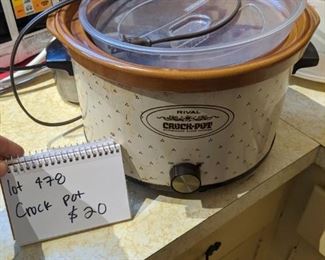 RIVAL
CROCK-POT
lot 478
Crock Pot
$20